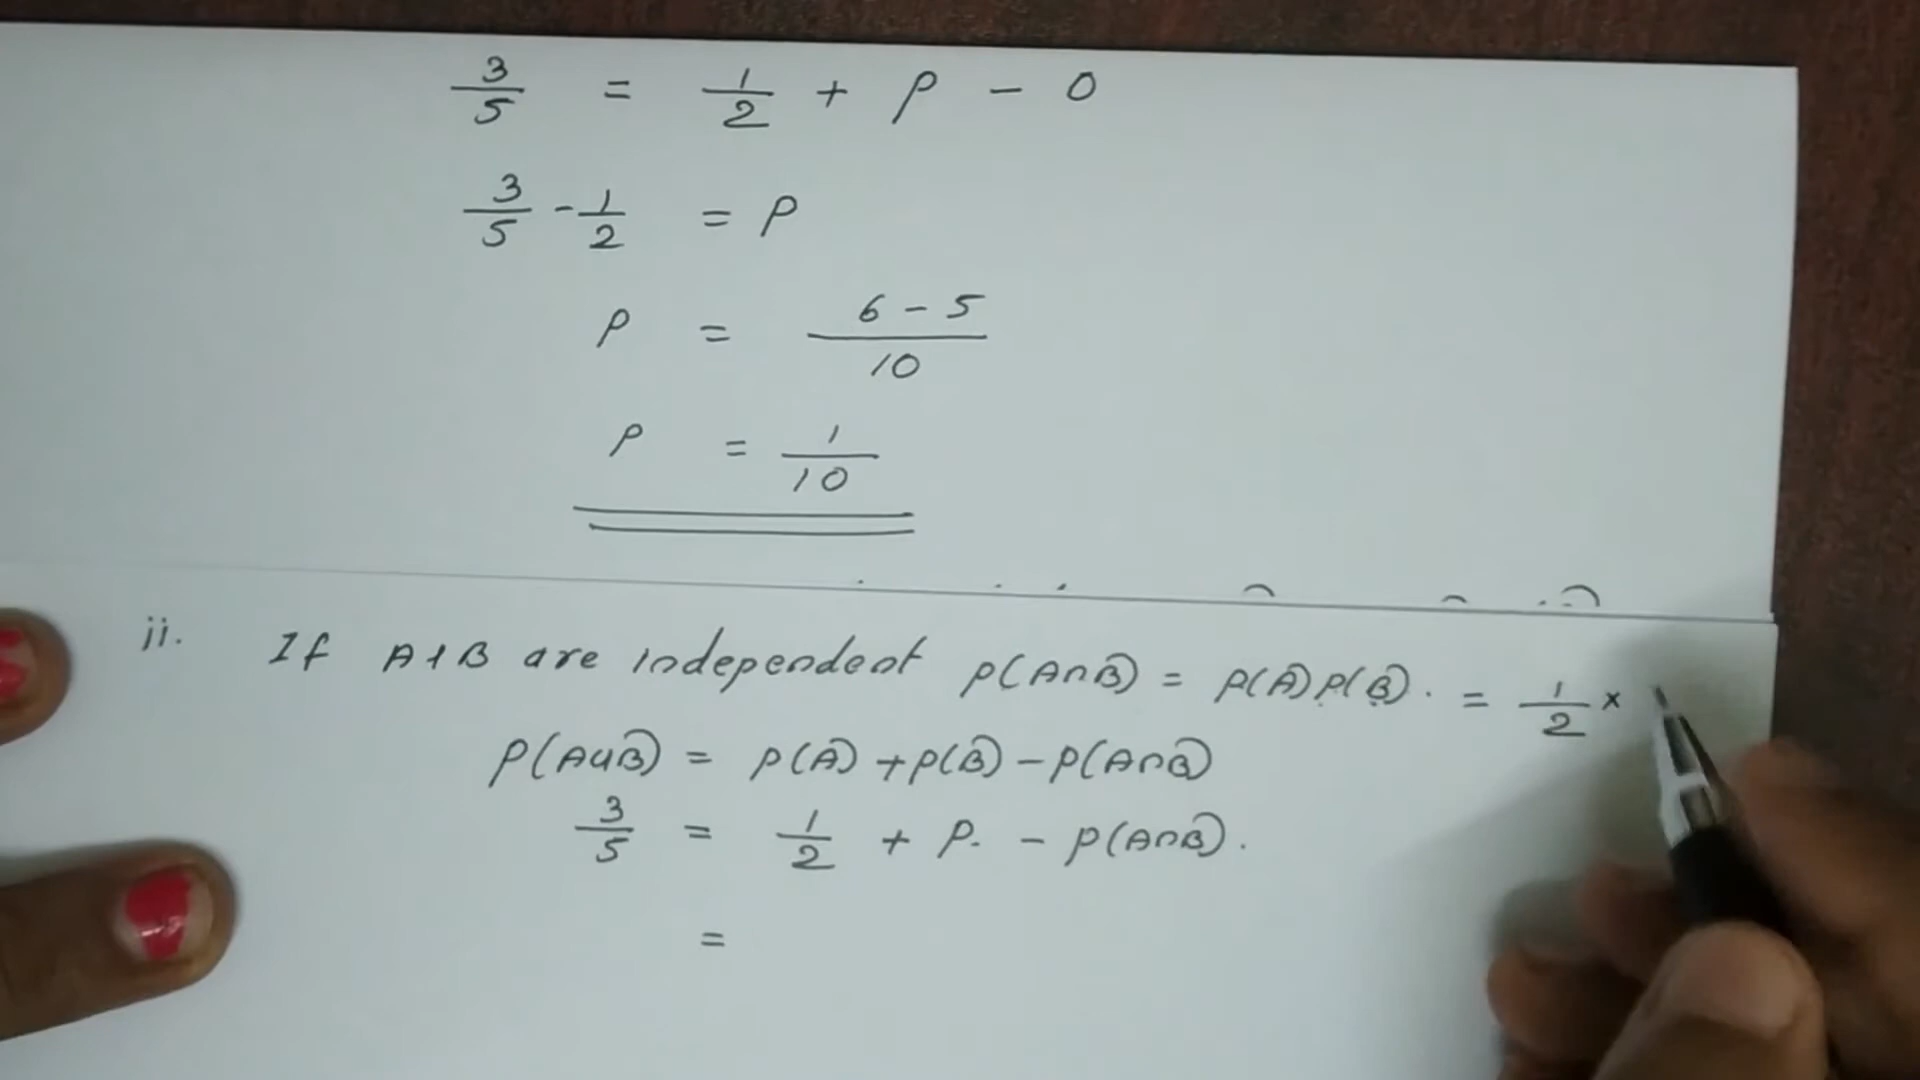 3/5 = 1/2 + P - 0
3/5 - 1/2 = P
P = 6 - 5 / 10
P = 1/10
ii. If A & B are independent P(A∩B) = P(A)P(B). = 1/2 ×
P(A∪B) = P(A) + P(B) - P(A∩B)
3/5 = 1/2 + P. - P(A∩B).
=